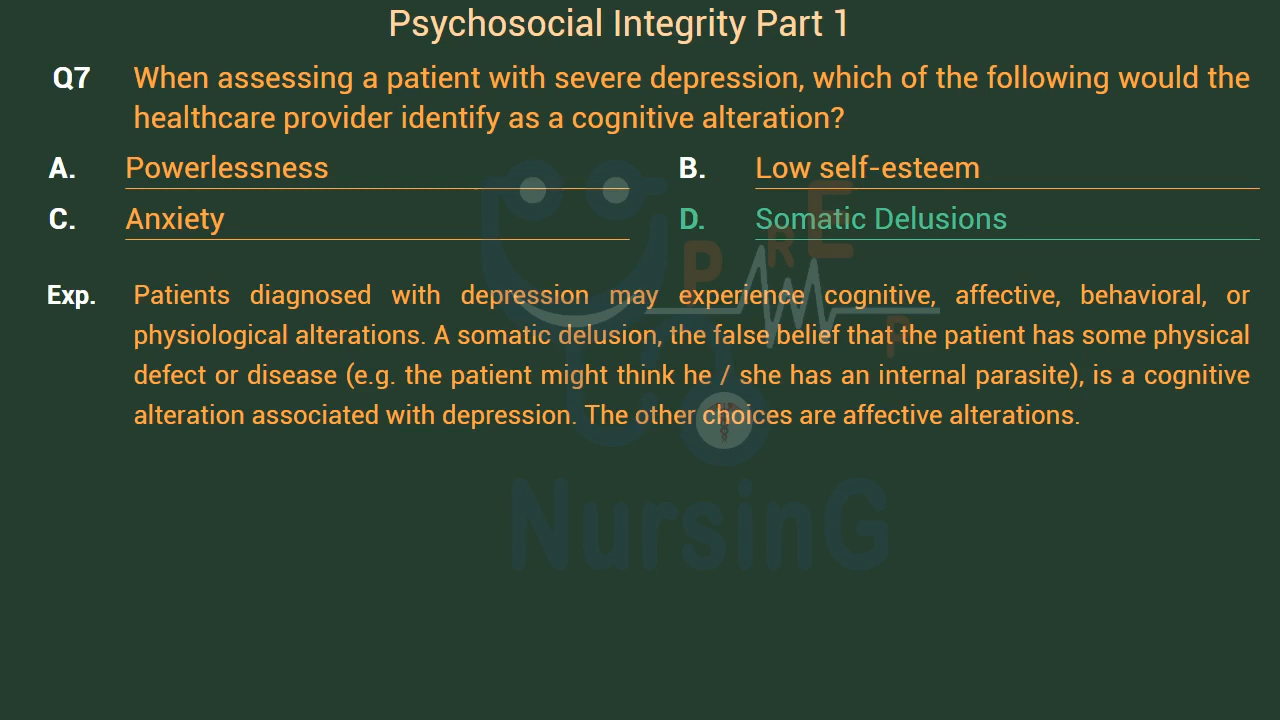 Psychosocial Integrity Part 1
Q7 When assessing a patient with severe depression, which of the following would the
healthcare provider identify as a cognitive alteration?
A. Powerlessness B. Low self-esteem
C. Anxiety D. Somatic Delusions
Exp. Patients diagnosed with depression may experience cognitive, affective, behavioral, or
physiological alterations. A somatic delusion, the false belief that the patient has some physical
defect or disease (e.g. the patient might think he / she has an internal parasite), is a cognitive
alteration associated with depression. The other choices are affective alterations.
PREP
NursinG